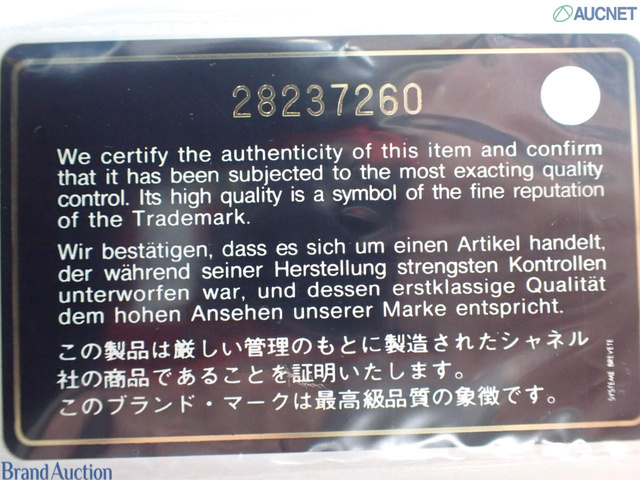 AUCNET
28237260
We certify the authenticity of this item and confirm
that it has been subjected to the most exacting quality
control. Its high quality is a symbol of the fine reputation
of the Trademark.
Wir bestätigen, dass es sich um einen Artikel handelt,
der während seiner Herstellung strengsten Kontrollen
unterworfen war, und dessen erstklassige Qualität
dem hohen Ansehen unserer Marke entspricht.
この製品は厳しい管理のもとに製造されたシャネル
社の商品であることを証明いたします。
このブランド・マークは最高級品質の象徴です。
SYSTEME BREVETE
Brand Auction